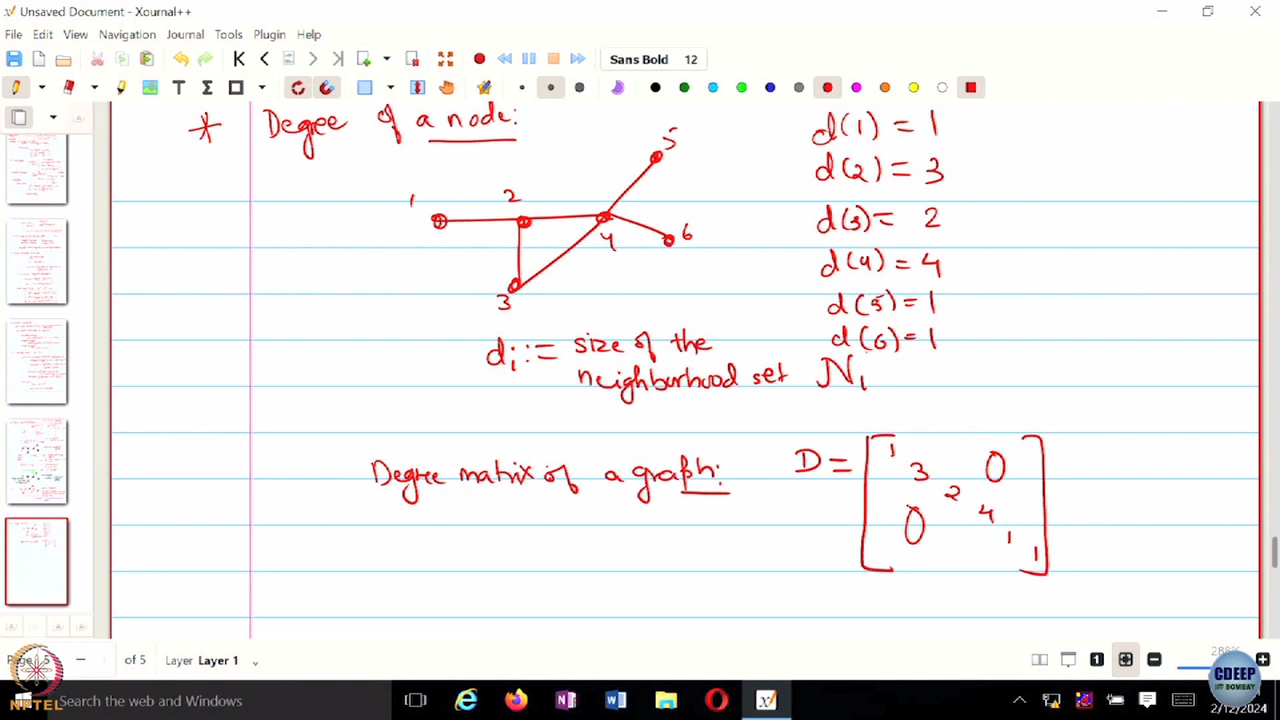 Unsaved Document - Xournal++
File Edit View Navigation Journal Tools Plugin Help
Sans Bold 12
* Degree of a node:
1 2 3 4 5 6
d(1) = 1
d(2) = 3
d(3) = 2
d(4) = 4
d(5) = 1
d(6) = 1
di := size of the
neighborhood set Ni
Degree matrix of a graph: D = [ 1
3 0
2
0 4
1
1 ]
of 5 Layer Layer 1
288%
Search the web and Windows
NPTEL
CDEEP
IIT BOMBAY
2/12/2024